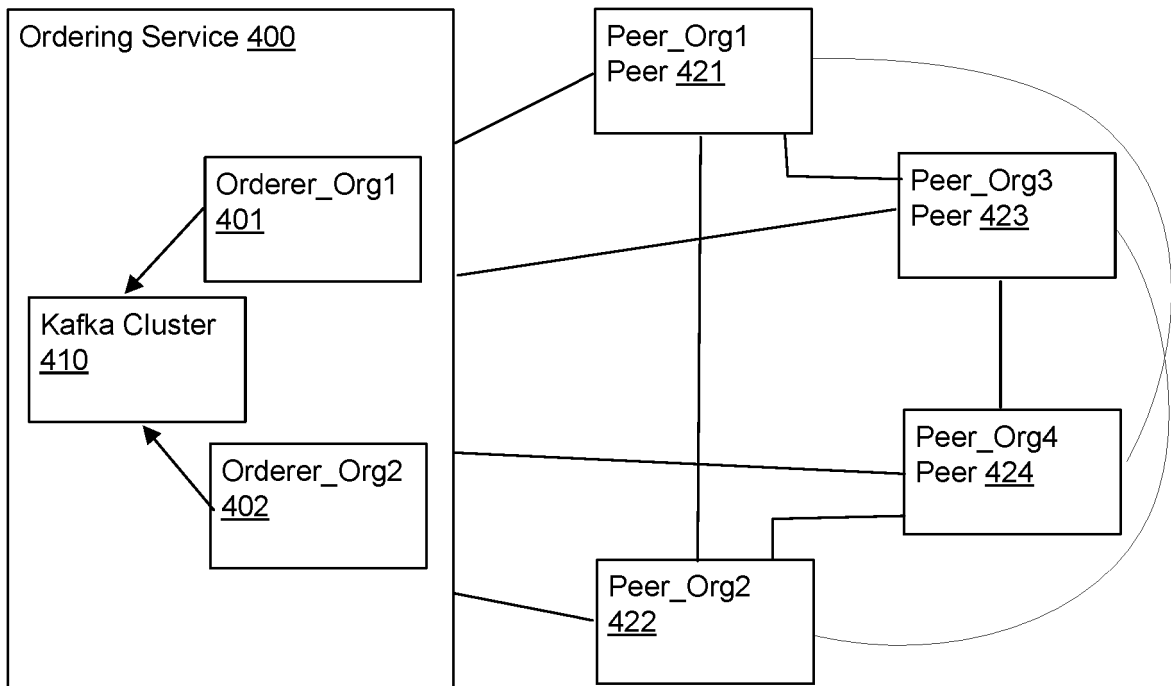 Ordering Service 400
Orderer_Org1
401
Kafka Cluster
410
Orderer_Org2
402
Peer_Org1
Peer 421
Peer_Org3
Peer 423
Peer_Org4
Peer 424
Peer_Org2
422